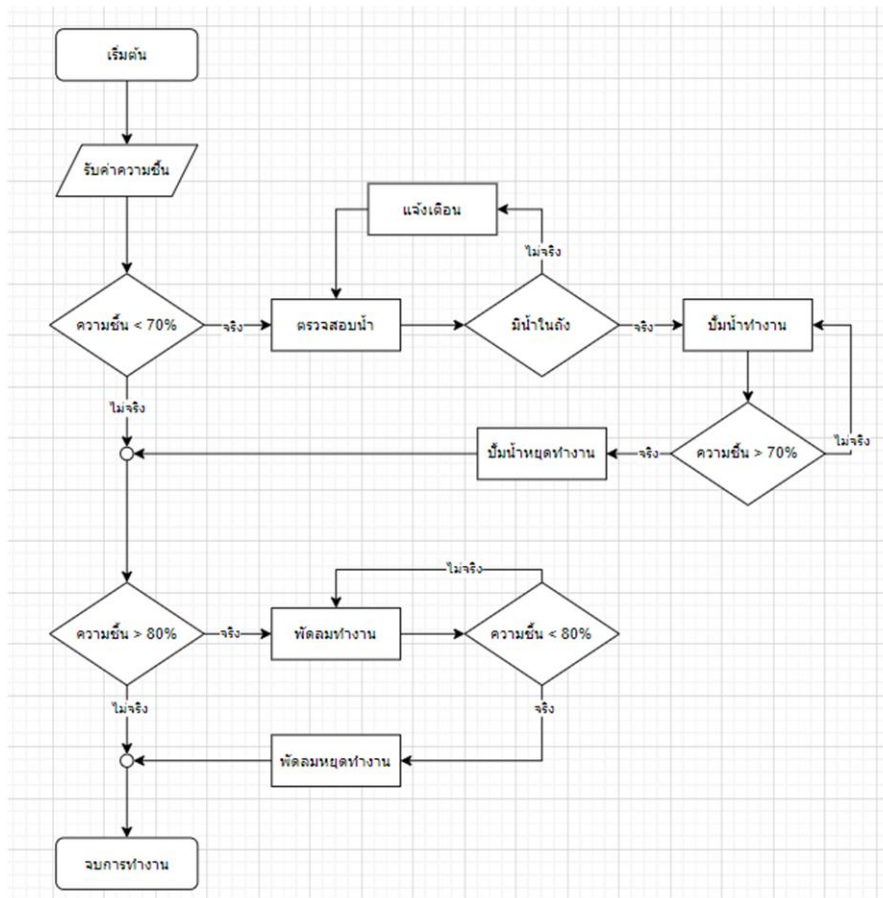 เริ่มต้น
รับค่าความชื้น
แจ้งเตือน
ไม่จริง
ความชื้น < 70%
จริง
ตรวจสอบน้ำ
มีน้ำในถัง
จริง
ปั๊มน้ำทำงาน
ไม่จริง
ปั๊มน้ำหยุดทำงาน
จริง
ความชื้น > 70%
ไม่จริง
ไม่จริง
ความชื้น > 80%
จริง
พัดลมทำงาน
ความชื้น < 80%
ไม่จริง
จริง
พัดลมหยุดทำงาน
จบการทำงาน